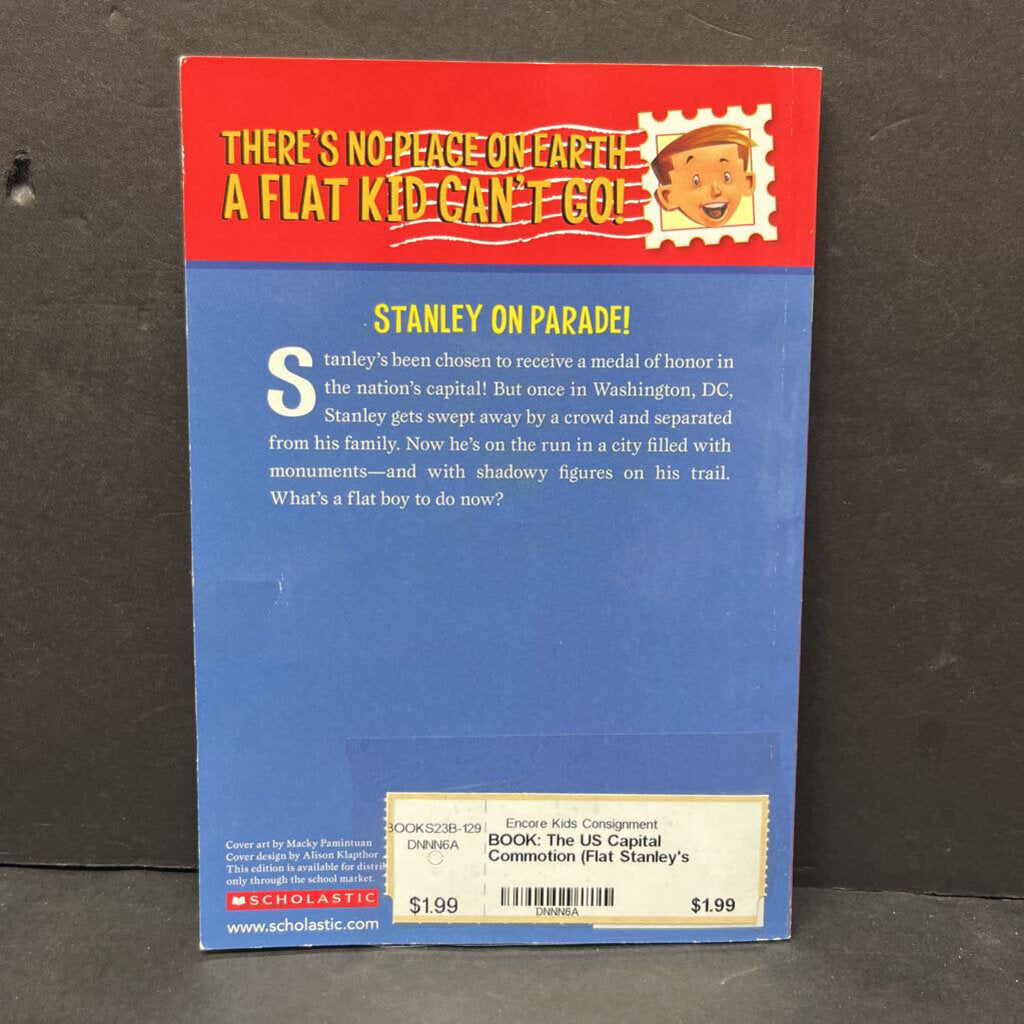 THERE'S NO PLACE ON EARTH
A FLAT KID CAN'T GO!
STANLEY ON PARADE!
Stanley's been chosen to receive a medal of honor in
the nation's capital! But once in Washington, DC,
Stanley gets swept away by a crowd and separated
from his family. Now he's on the run in a city filled with
monuments—and with shadowy figures on his trail.
What's a flat boy to do now?
Cover art by Macky Pamintuan
Cover design by Alison Klapthor
This edition is available for distri
only through the school market.
SCHOLASTIC
www.scholastic.com
BOOKS23B-129
DNNN6A
$1.99
Encore Kids Consignment
BOOK: The US Capital
Commotion (Flat Stanley's
DNNN6A
$1.99